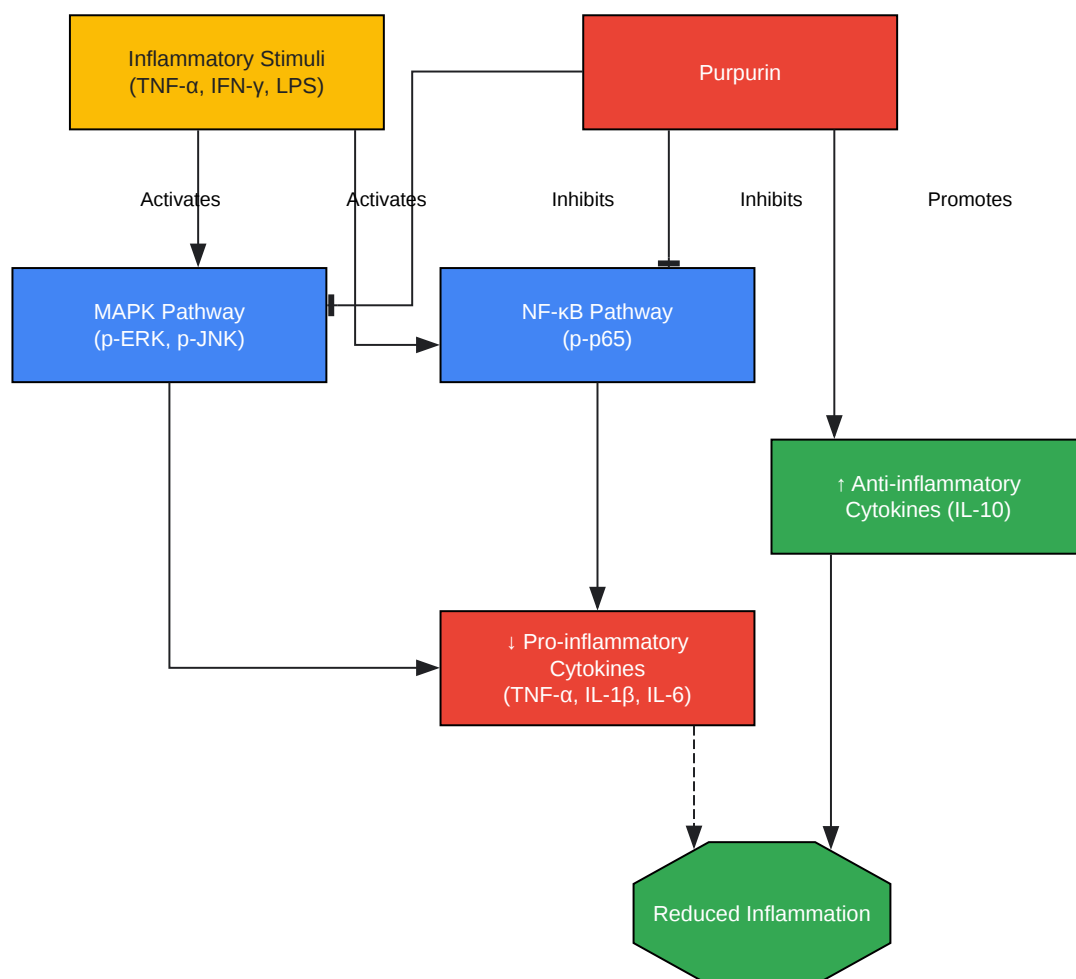 Inflammatory Stimuli
(TNF-α, IFN-γ, LPS)
Purpurin
Activates
Activates
Inhibits
Inhibits
Promotes
MAPK Pathway
(p-ERK, p-JNK)
NF-κB Pathway
(p-p65)
↑ Anti-inflammatory
Cytokines (IL-10)
↓ Pro-inflammatory
Cytokines
(TNF-α, IL-1β, IL-6)
Reduced Inflammation